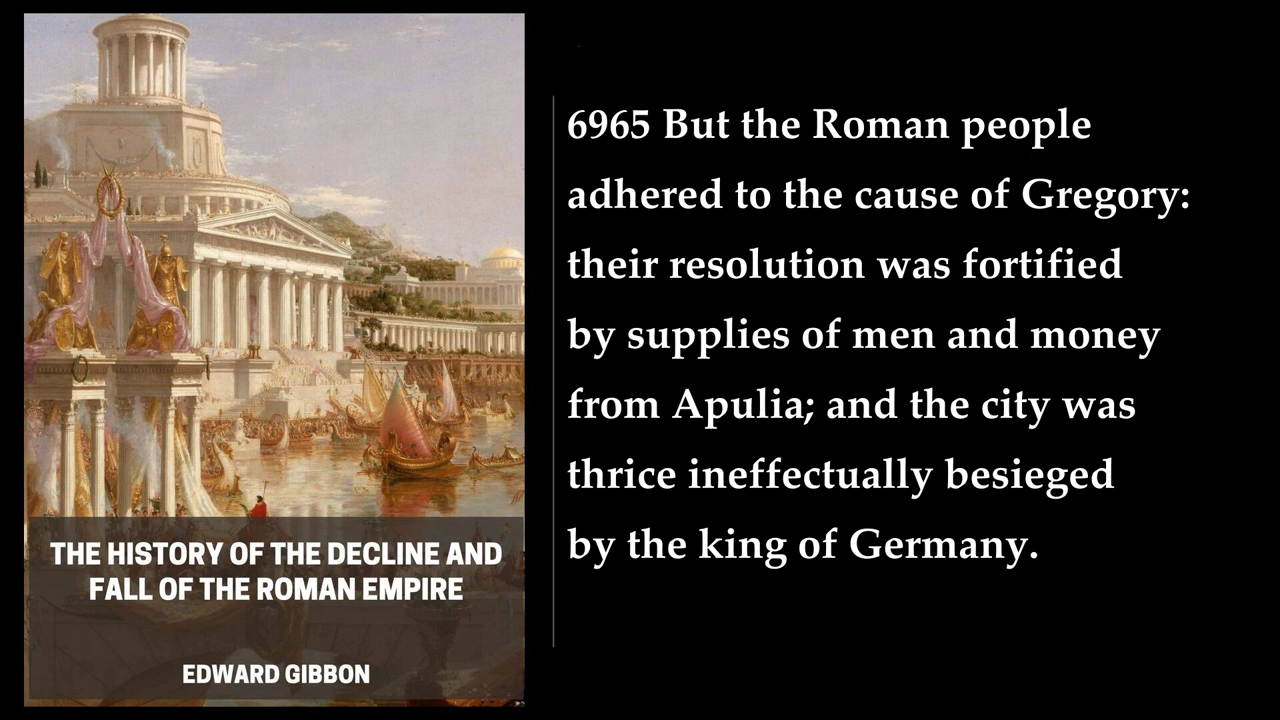 THE HISTORY OF THE DECLINE AND
FALL OF THE ROMAN EMPIRE
EDWARD GIBBON
6965 But the Roman people
adhered to the cause of Gregory:
their resolution was fortified
by supplies of men and money
from Apulia; and the city was
thrice ineffectually besieged
by the king of Germany.